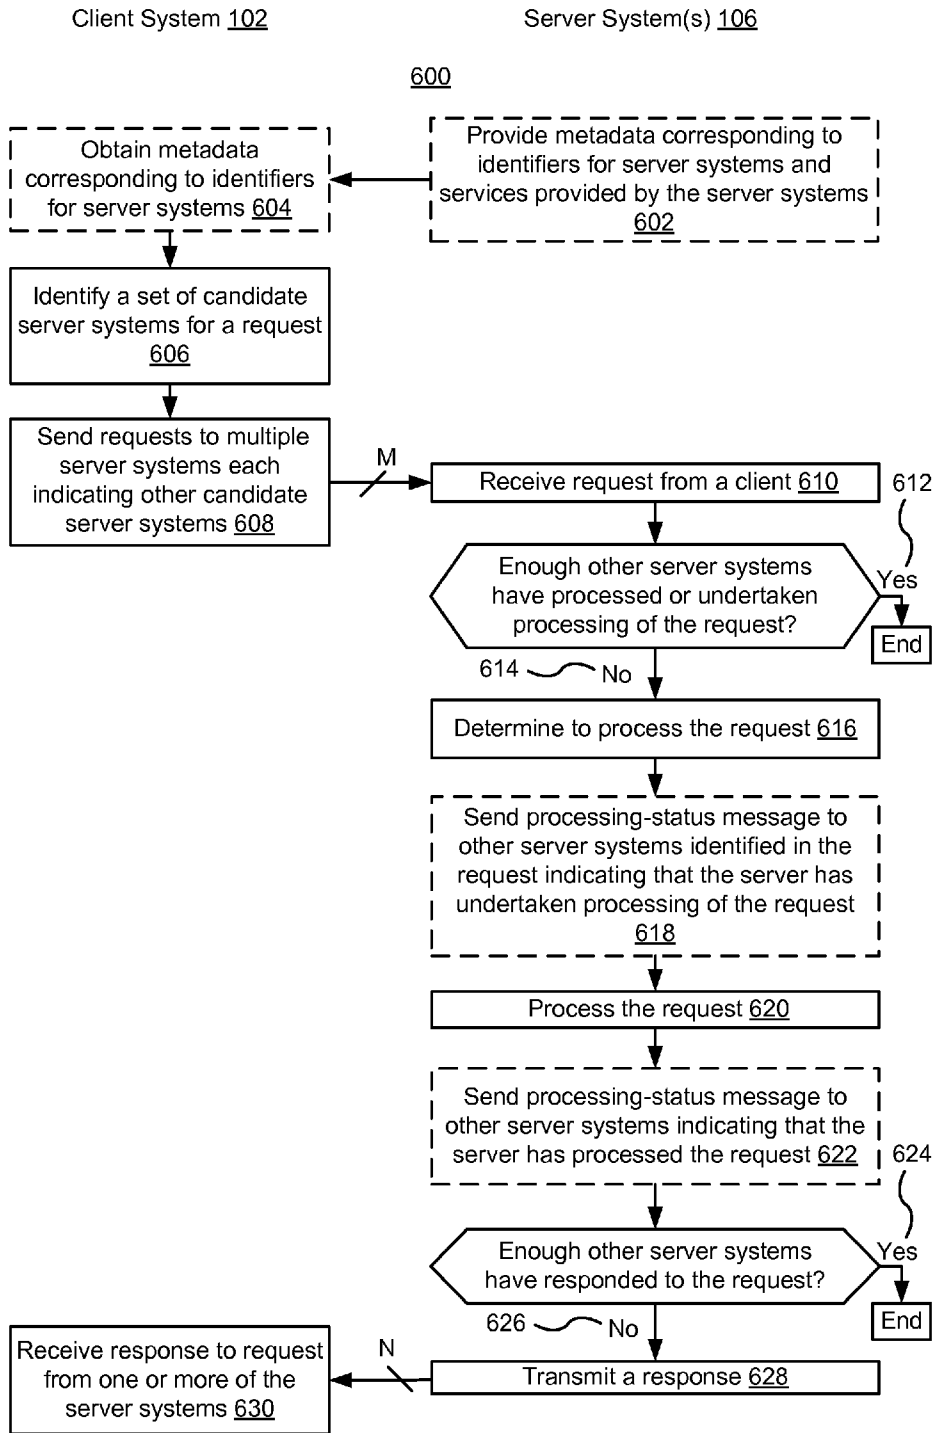 Client System 102
Server System(s) 106
600
Obtain metadata
corresponding to identifiers
for server systems 604
Provide metadata corresponding to
identifiers for server systems and
services provided by the server systems
602
Identify a set of candidate
server systems for a request
606
Send requests to multiple
server systems each
indicating other candidate
server systems 608
M
Receive request from a client 610
612
Enough other server systems
have processed or undertaken
processing of the request?
Yes
End
614
No
Determine to process the request 616
Send processing-status message to
other server systems identified in the
request indicating that the server has
undertaken processing of the request
618
Process the request 620
Send processing-status message to
other server systems indicating that the
server has processed the request 622
624
Enough other server systems
have responded to the request?
Yes
End
626
No
Transmit a response 628
N
Receive response to request
from one or more of the
server systems 630